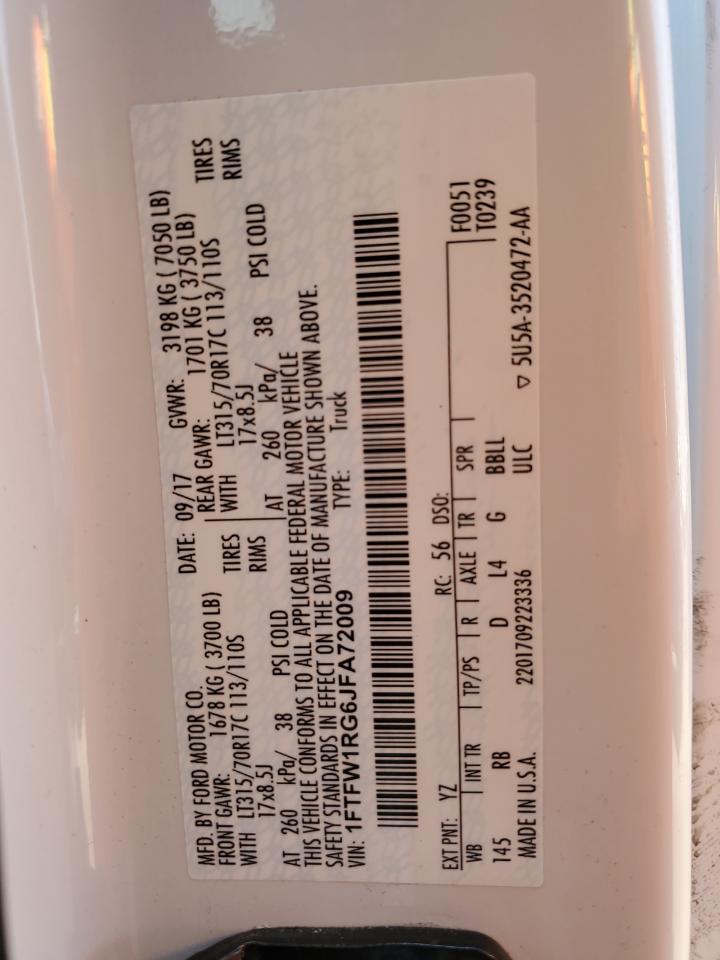 MFD. BY FORD MOTOR CO.
DATE: 09/17 GVWR: 3198 KG ( 7050 LB)
FRONT GAWR: 1678 KG ( 3700 LB) REAR GAWR: 1701 KG ( 3750 LB)
WITH LT315/70R17C 113/110S TIRES WITH LT315/70R17C 113/110S TIRES
17x8.5J RIMS 17x8.5J RIMS
AT 260 kPa/ 38 PSI COLD AT 260 kPa/ 38 PSI COLD
THIS VEHICLE CONFORMS TO ALL APPLICABLE FEDERAL MOTOR VEHICLE
SAFETY STANDARDS IN EFFECT ON THE DATE OF MANUFACTURE SHOWN ABOVE.
VIN: 1FTFW1RG6JFA72009 TYPE: Truck
EXT PNT: YZ RC: 56 DSO: F0051
WB INT TR TP/PS R AXLE TR SPR T0239
145 RB D L4 G BBLL
MADE IN U.S.A. 2201709223336 ULC ▽ 5U5A-3520472-AA